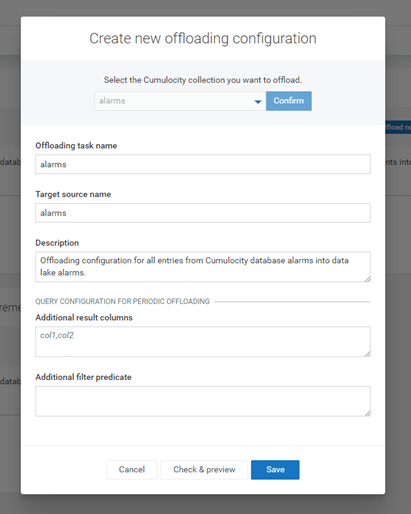 Create new offloading configuration
Select the Cumulocity collection you want to offload.
alarms
Confirm
Offloading task name
alarms
Target source name
alarms
Description
Offloading configuration for all entries from Cumulocity database alarms into data
lake alarms.
QUERY CONFIGURATION FOR PERIODIC OFFLOADING
Additional result columns
col1,col2
Additional filter predicate
Cancel
Check & preview
Save